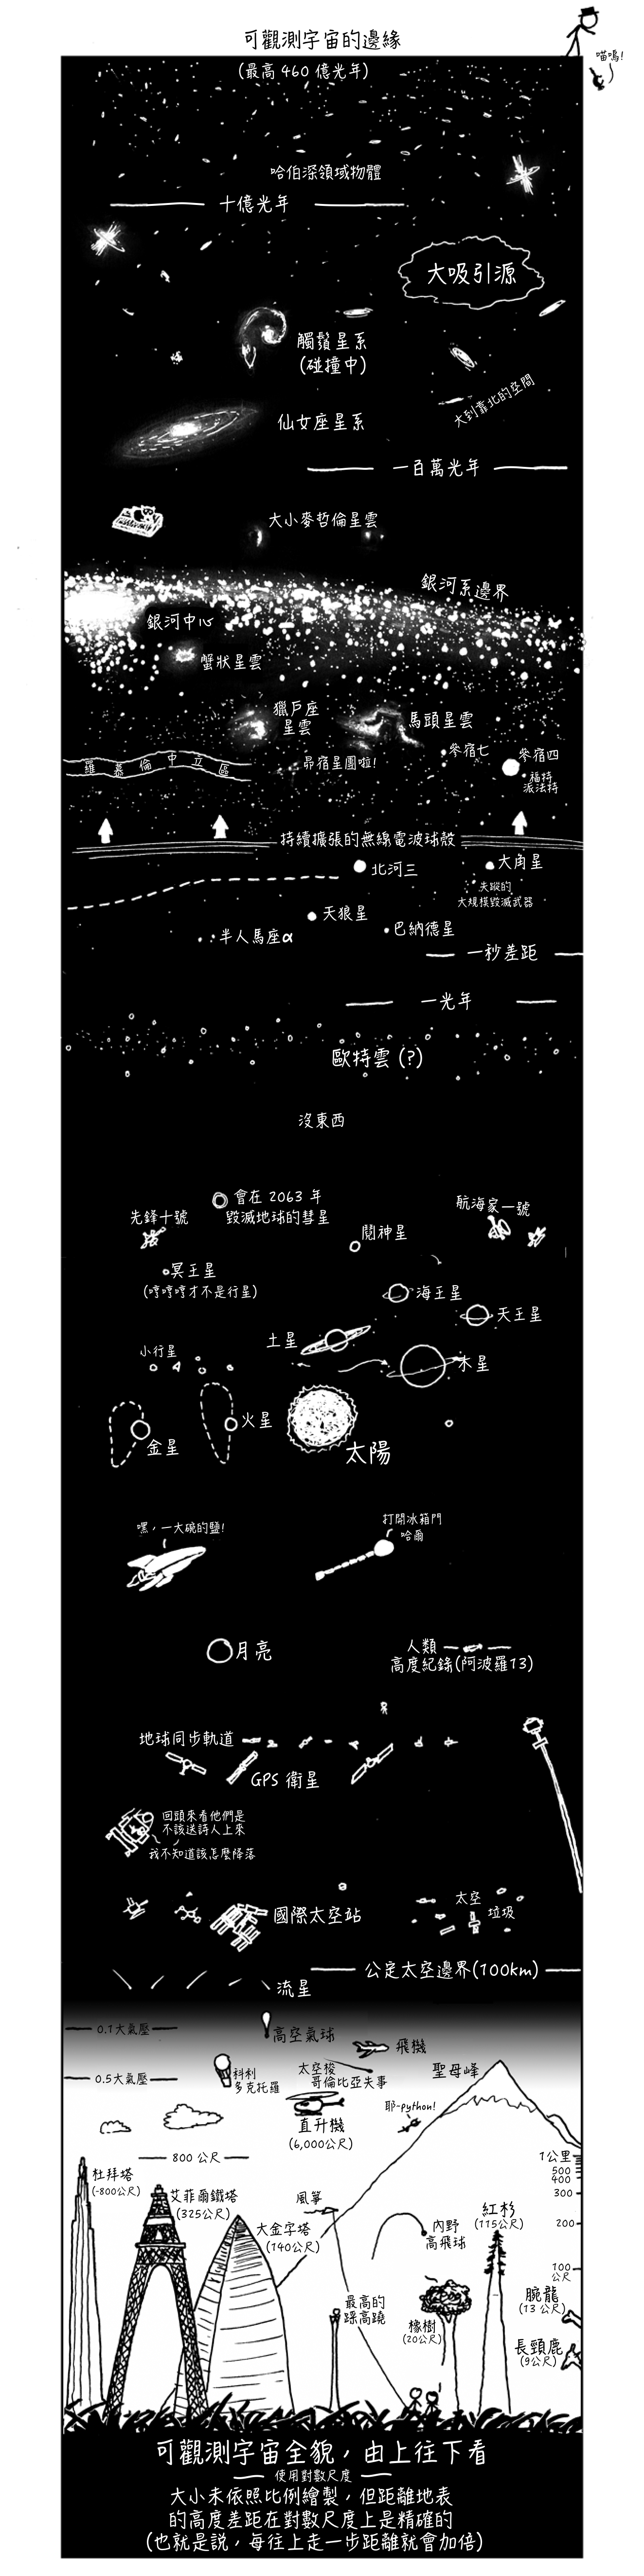 可觀測宇宙的邊緣
喵嗚!
(最高 460 億光年)
哈伯深領域物體
十億光年
大吸引源
觸鬚星系
(碰撞中)
大到靠北的空間
仙女座星系
一百萬光年
大小麥哲倫星雲
銀河系邊界
銀河中心
蟹狀星雲
獵戶座
星雲
馬頭星雲
參宿七
參宿四
昴宿星團啦!
羅慕倫中立區
福特
派法特
持續擴張的無線電波球殼
北河三
大角星
失蹤的
大規模毀滅武器
天狼星
巴納德星
半人馬座α
一秒差距
一光年
歐特雲 (?)
沒東西
會在 2063 年
毀滅地球的彗星
先鋒十號
航海家一號
鬩神星
冥王星
(哼哼哼才不是行星)
海王星
天王星
土星
木星
小行星
火星
金星
太陽
嘿，一大碗的鹽!
打開冰箱門
哈爾
月亮
人類
高度紀錄(阿波羅13)
地球同步軌道
GPS 衛星
回頭來看他們是
不該送詩人上來
我不知道該怎麼降落
國際太空站
太空
垃圾
公定太空邊界(100km)
流星
0.1大氣壓
高空氣球
飛機
0.5大氣壓
科利
多克托羅
太空梭
哥倫比亞失事
聖母峰
直升機
(6,000公尺)
耶-python!
800 公尺
1公里
500
400
300
200
100
公尺
杜拜塔
(~800公尺)
艾菲爾鐵塔
(325公尺)
大金字塔
(140公尺)
風箏
內野
高飛球
紅杉
(115公尺)
最高的
踩高蹺
橡樹
(20公尺)
腕龍
(13 公尺)
長頸鹿
(9公尺)
可觀測宇宙全貌，由上往下看
使用對數尺度
大小未依照比例繪製，但距離地表
的高度差距在對數尺度上是精確的
(也就是說，每往上走一步距離就會加倍)